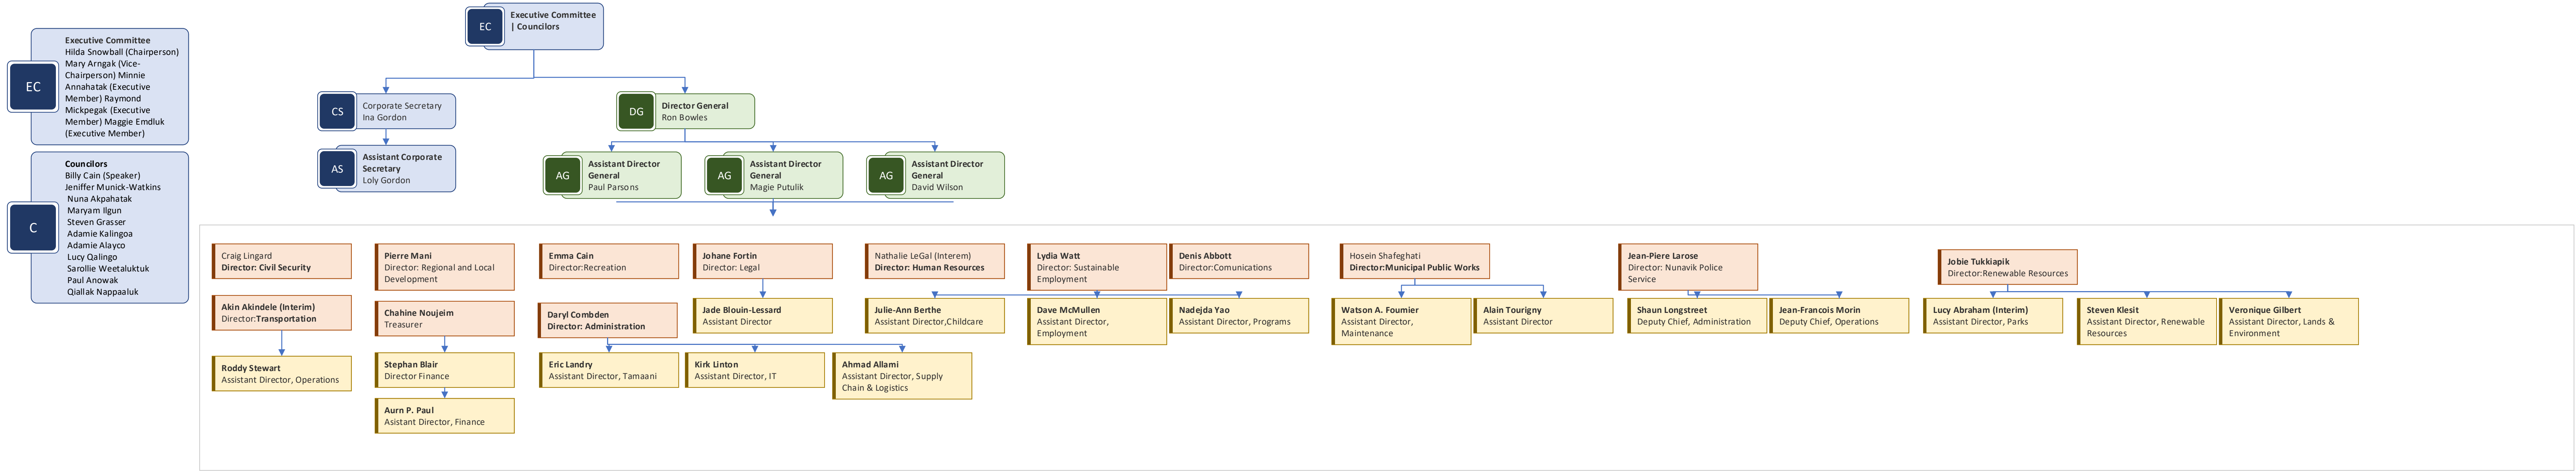 EC
Executive Committee
| Councilors
EC
Executive Committee
Hilda Snowball (Chairperson)
Mary Arngak (Vice-
Chairperson) Minnie
Annahatak (Executive
Member) Raymond
Mickpegak (Executive
Member) Maggie Emdluk
(Executive Member)
CS
Corporate Secretary
Ina Gordon
DG
Director General
Ron Bowles
AS
Assistant Corporate
Secretary
Loly Gordon
AG
Assistant Director
General
Paul Parsons
AG
Assistant Director
General
Magie Putulik
AG
Assistant Director
General
David Wilson
C
Councilors
Billy Cain (Speaker)
Jeniffer Munick-Watkins
Nuna Akpahatak
Maryam Ilgun
Steven Grasser
Adamie Kalingoa
Adamie Alayco
Lucy Qalingo
Sarollie Weetaluktuk
Paul Anowak
Qiallak Nappaaluk
Craig Lingard
Director: Civil Security
Pierre Mani
Director: Regional and Local
Development
Emma Cain
Director:Recreation
Johane Fortin
Director: Legal
Nathalie LeGal (Interem)
Director: Human Resources
Lydia Watt
Director: Sustainable
Employment
Denis Abbott
Director:Comunications
Hosein Shafeghati
Director:Municipal Public Works
Jean-Piere Larose
Director: Nunavik Police
Service
Jobie Tukkiapik
Director:Renewable Resources
Akin Akindele (Interim)
Director:Transportation
Chahine Noujeim
Treasurer
Daryl Combden
Director: Administration
Jade Blouin-Lessard
Assistant Director
Julie-Ann Berthe
Assistant Director,Childcare
Dave McMullen
Assistant Director,
Employment
Nadejda Yao
Assistant Director, Programs
Watson A. Foumier
Assistant Director,
Maintenance
Alain Tourigny
Assistant Director
Shaun Longstreet
Deputy Chief, Administration
Jean-Francois Morin
Deputy Chief, Operations
Lucy Abraham (Interim)
Assistant Director, Parks
Steven Klesit
Assistant Director, Renewable
Resources
Veronique Gilbert
Assistant Director, Lands &
Environment
Roddy Stewart
Assistant Director, Operations
Stephan Blair
Director Finance
Eric Landry
Assistant Director, Tamaani
Kirk Linton
Assistant Director, IT
Ahmad Allami
Assistant Director, Supply
Chain & Logistics
Aurn P. Paul
Asistant Director, Finance